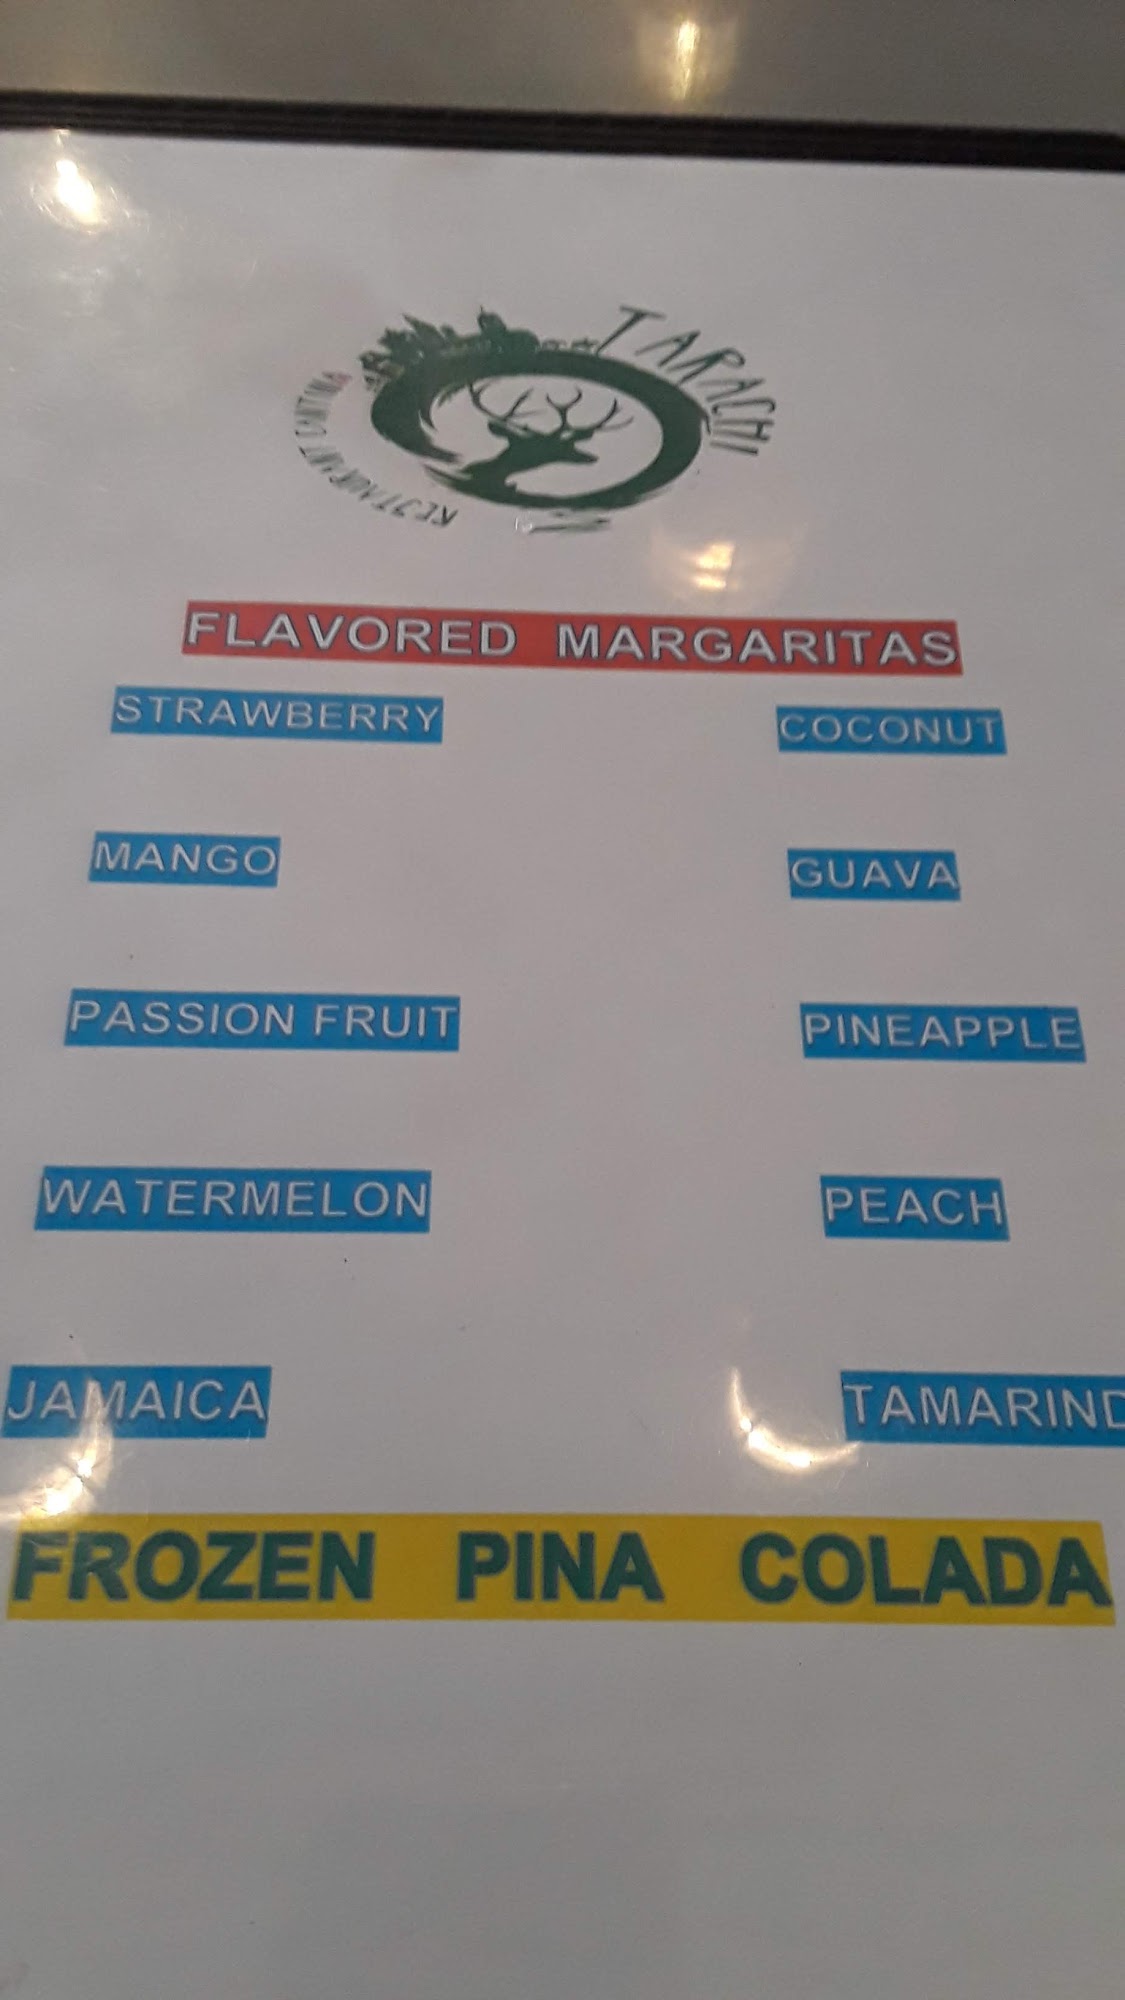 TARACHI
RESTAURANT CANTINA
FLAVORED MARGARITAS
STRAWBERRY COCONUT
MANGO GUAVA
PASSION FRUIT PINEAPPLE
WATERMELON PEACH
JAMAICA TAMARIND
FROZEN PINA COLADA